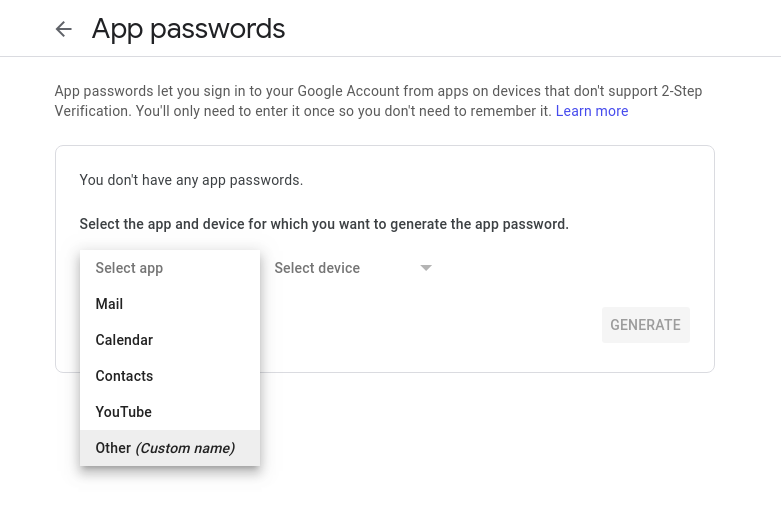 App passwords
App passwords let you sign in to your Google Account from apps on devices that don't support 2-Step
Verification. You'll only need to enter it once so you don't need to remember it. Learn more
You don't have any app passwords.
Select the app and device for which you want to generate the app password.
Select app
Select device
Mail
Calendar
Contacts
YouTube
Other (Custom name)
GENERATE